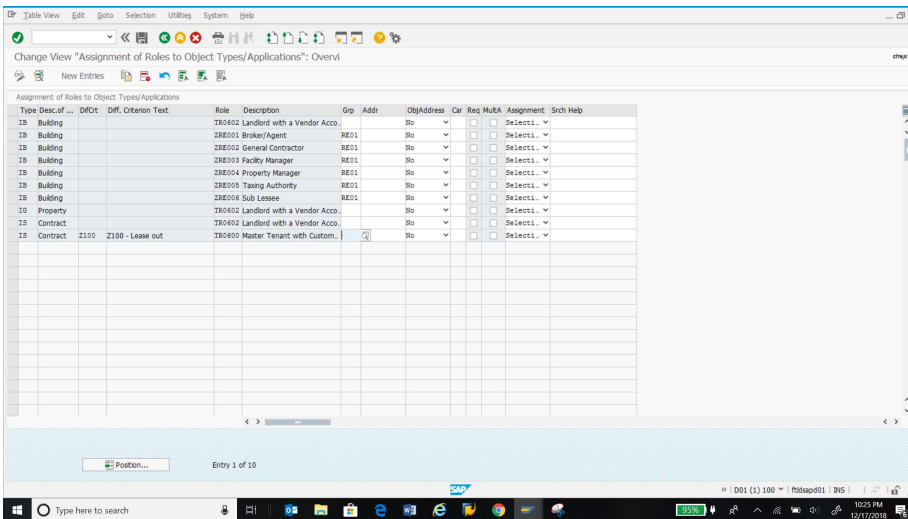 Table View Edit Goto Selection Utilities System Help
Change View "Assignment of Roles to Object Types/Applications": Overvi
citrix
New Entries
Assignment of Roles to Object Types/Applications
Type Desc.of ... DifCrt Diff. Criterion Text Role Description Grp Addr ObjAddress Car Req MultA Assignment Srch Help
IB Building TR0602 Landlord with a Vendor Acco.. No Selecti..
IB Building ZRE001 Broker/Agent RE01 No Selecti..
IB Building ZRE002 General Contractor RE01 No Selecti..
IB Building ZRE003 Facility Manager RE01 No Selecti..
IB Building ZRE004 Property Manager RE01 No Selecti..
IB Building ZRE005 Taxing Authority RE01 No Selecti..
IB Building ZRE006 Sub Lessee RE01 No Selecti..
IG Property TR0602 Landlord with a Vendor Acco.. No Selecti..
IS Contract TR0602 Landlord with a Vendor Acco.. No Selecti..
IS Contract Z100 Z100 - Lease out TR0600 Master Tenant with Custom.. No Selecti..
Position... Entry 1 of 10
SAP
» D01 (1) 100 ftldsapd01 INS
Type here to search
95%
10:25 PM
12/17/2018